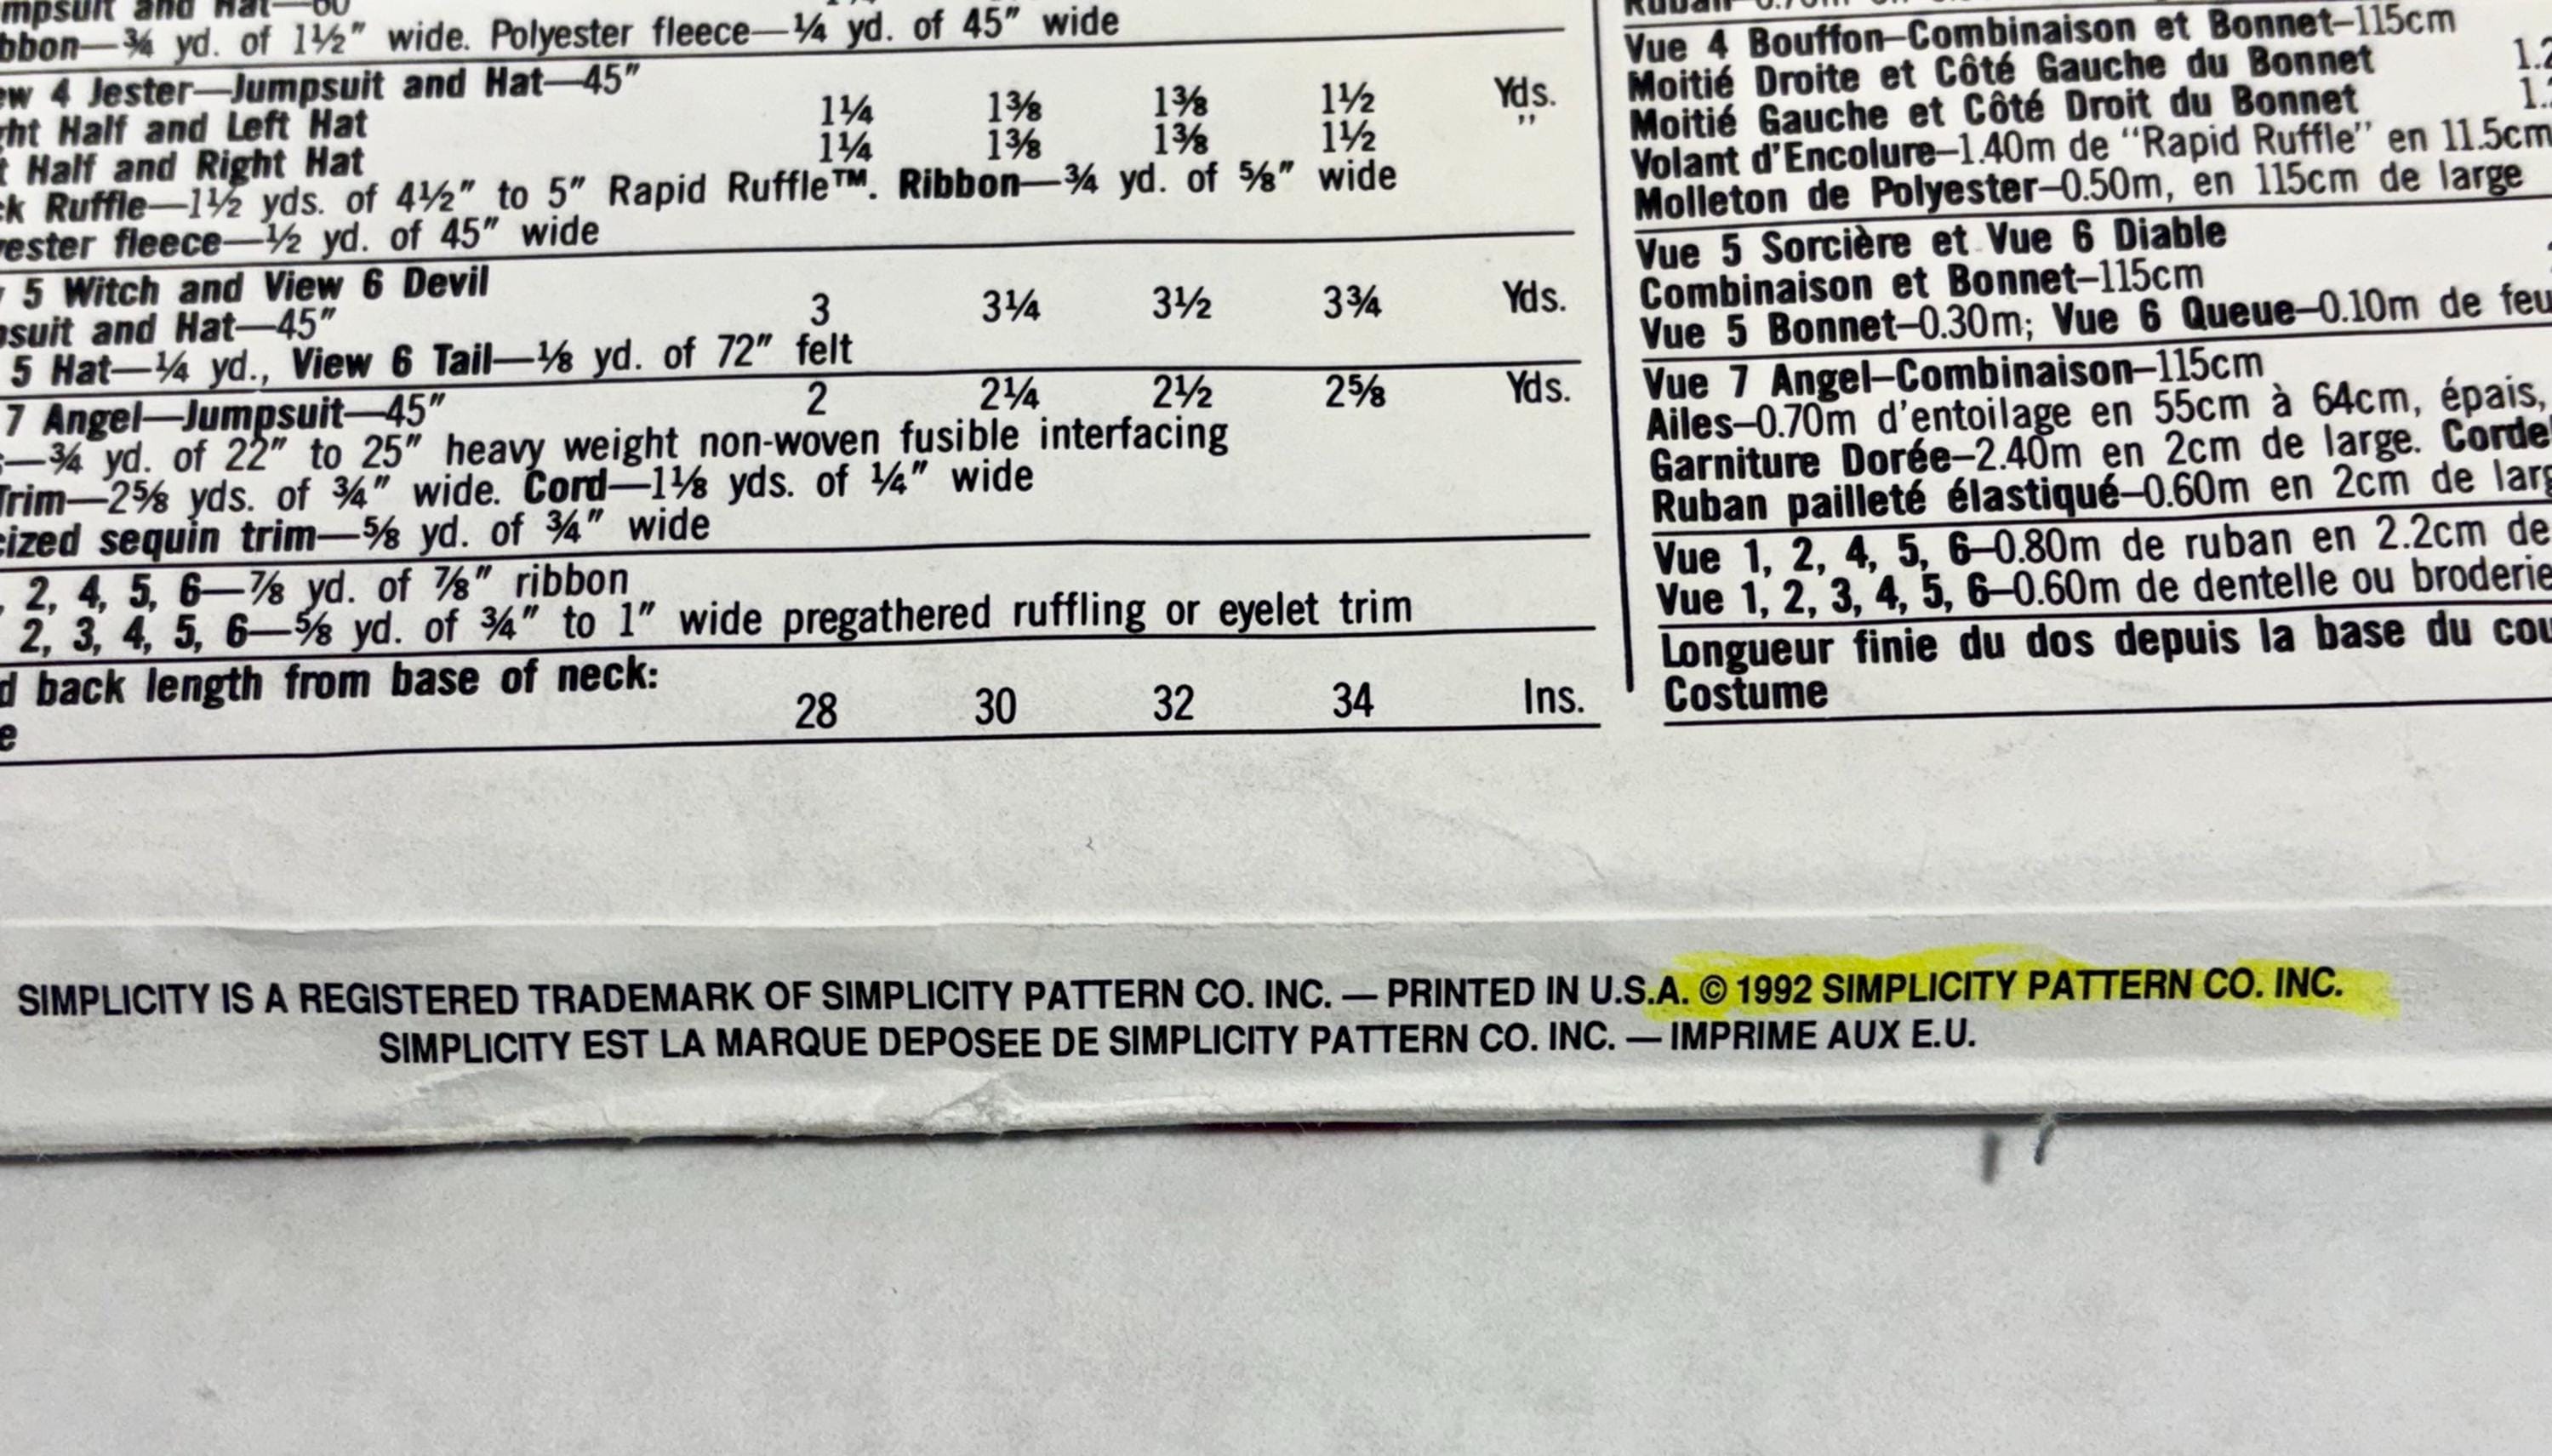 mpsuit and Hat—60"
bbon—¾ yd. of 1½" wide. Polyester fleece—¼ yd. of 45" wide
ew 4 Jester—Jumpsuit and Hat—45"
ght Half and Left Hat 1¼ 1⅜ 1⅜ 1½ Yds.
t Half and Right Hat 1¼ 1⅜ 1⅜ 1½ "
ck Ruffle—1½ yds. of 4½" to 5" Rapid Ruffle™. Ribbon—¾ yd. of ⅝" wide
yester fleece—½ yd. of 45" wide
5 Witch and View 6 Devil
psuit and Hat—45" 3 3¼ 3½ 3¾ Yds.
5 Hat—¼ yd., View 6 Tail—⅛ yd. of 72" felt
7 Angel—Jumpsuit—45" 2 2¼ 2½ 2⅝ Yds.
s—¾ yd. of 22" to 25" heavy weight non-woven fusible interfacing
Trim—2⅝ yds. of ¾" wide. Cord—1⅛ yds. of ¼" wide
cized sequin trim—⅝ yd. of ¾" wide
, 2, 4, 5, 6—⅞ yd. of ⅞" ribbon
2, 3, 4, 5, 6—⅝ yd. of ¾" to 1" wide pregathered ruffling or eyelet trim
d back length from base of neck:
e 28 30 32 34 Ins.
Vue 4 Bouffon–Combinaison et Bonnet–115cm
Moitié Droite et Côté Gauche du Bonnet 1.2
Moitié Gauche et Côté Droit du Bonnet 1.
Volant d'Encolure–1.40m de "Rapid Ruffle" en 11.5cm
Molleton de Polyester–0.50m, en 115cm de large
Vue 5 Sorcière et Vue 6 Diable
Combinaison et Bonnet–115cm
Vue 5 Bonnet–0.30m; Vue 6 Queue–0.10m de feu
Vue 7 Angel–Combinaison–115cm
Ailes–0.70m d'entoilage en 55cm à 64cm, épais,
Garniture Dorée–2.40m en 2cm de large. Corde
Ruban pailleté élastiqué–0.60m en 2cm de larg
Vue 1, 2, 4, 5, 6–0.80m de ruban en 2.2cm de
Vue 1, 2, 3, 4, 5, 6–0.60m de dentelle ou broderie
Longueur finie du dos depuis la base du cou
Costume
SIMPLICITY IS A REGISTERED TRADEMARK OF SIMPLICITY PATTERN CO. INC. — PRINTED IN U.S.A. © 1992 SIMPLICITY PATTERN CO. INC.
SIMPLICITY EST LA MARQUE DEPOSEE DE SIMPLICITY PATTERN CO. INC. — IMPRIME AUX E.U.